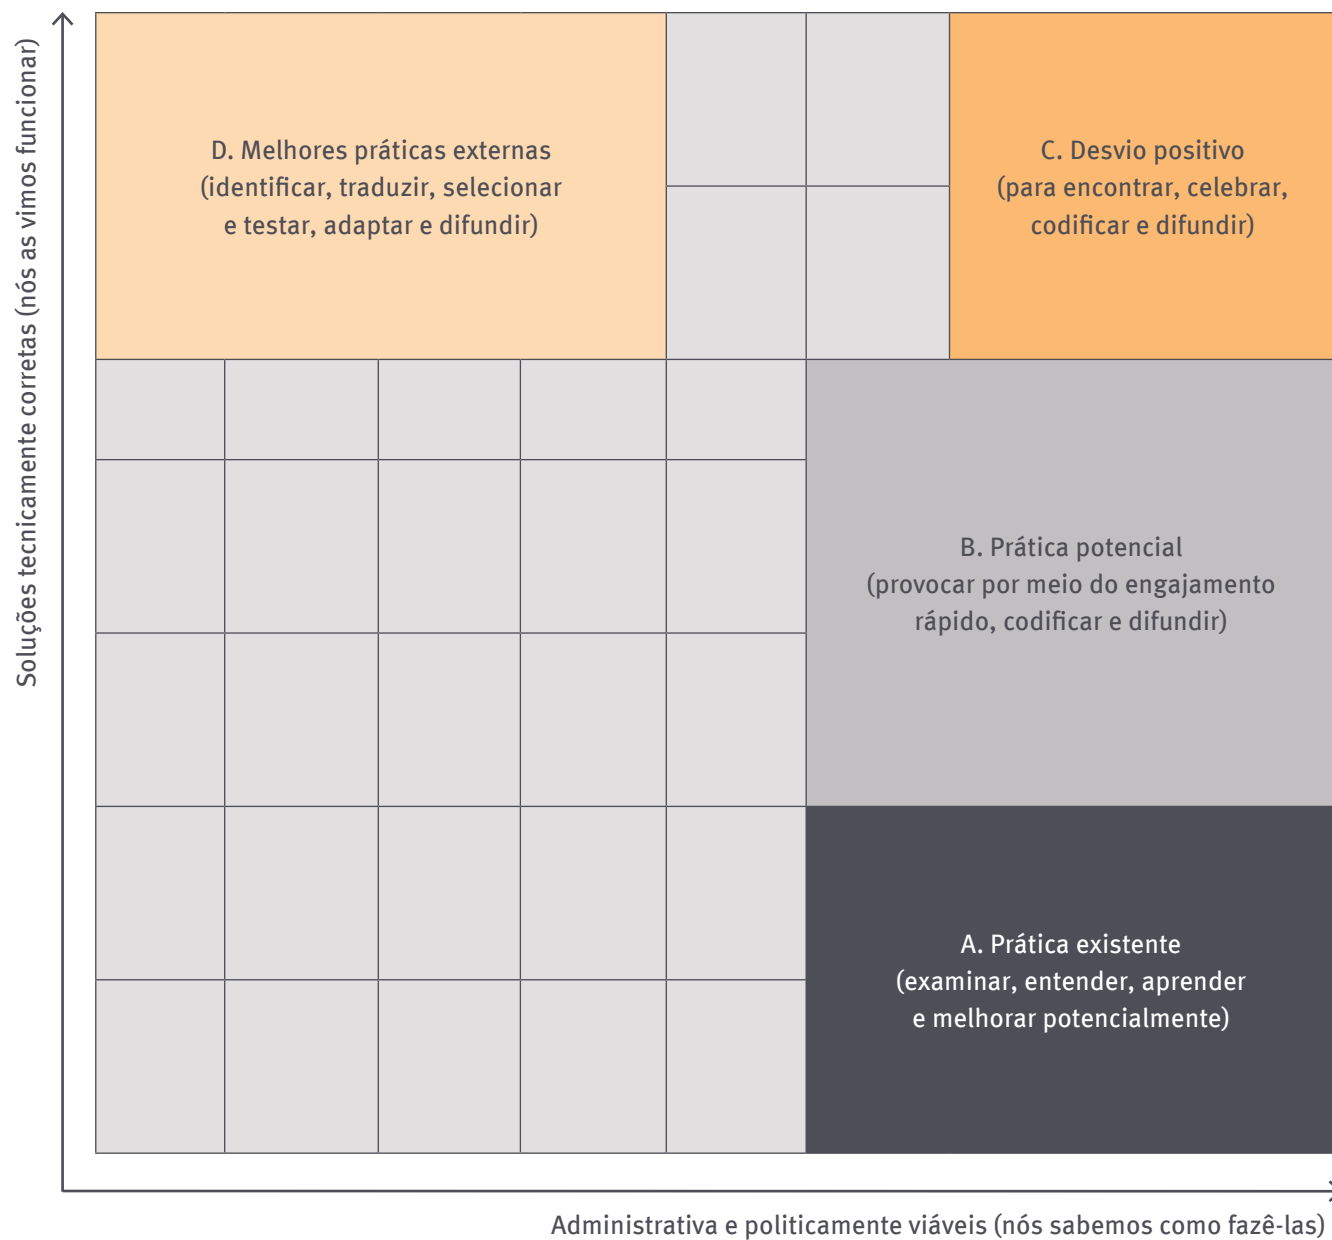 Soluções tecnicamente corretas (nós as vimos funcionar)
D. Melhores práticas externas
(identificar, traduzir, selecionar
e testar, adaptar e difundir)
C. Desvio positivo
(para encontrar, celebrar,
codificar e difundir)
B. Prática potencial
(provocar por meio do engajamento
rápido, codificar e difundir)
A. Prática existente
(examinar, entender, aprender
e melhorar potencialmente)
Administrativa e politicamente viáveis (nós sabemos como fazê-las)